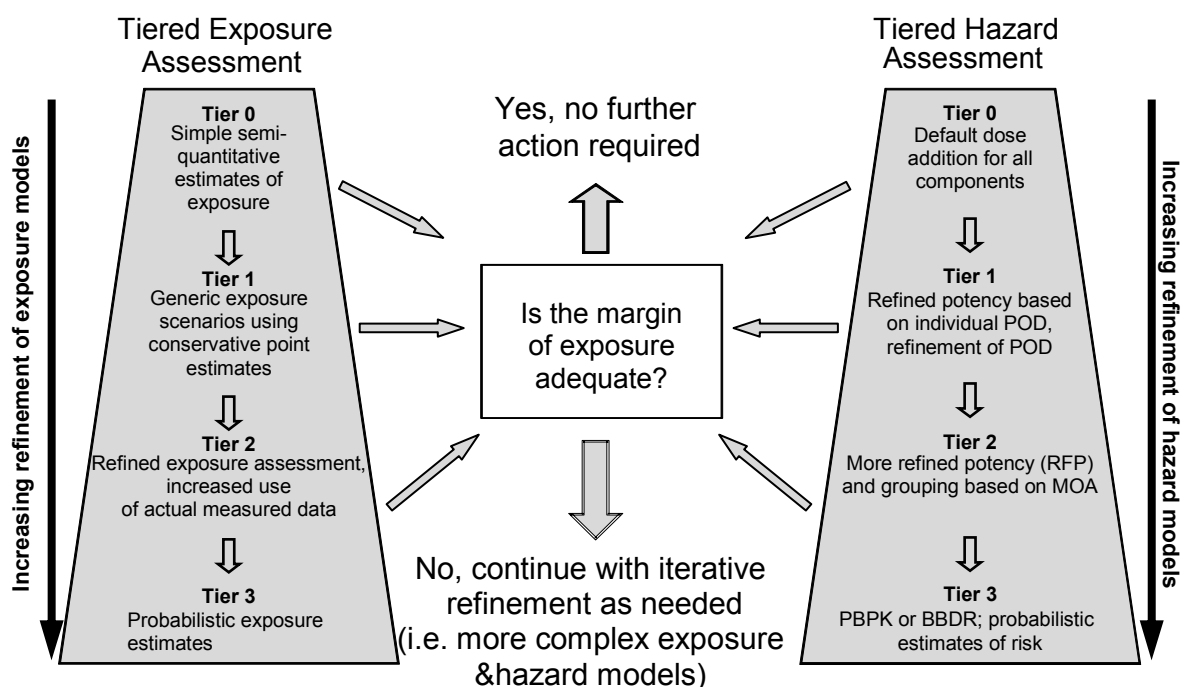 Tiered Exposure
Assessment
Increasing refinement of exposure models
Tier 0
Simple semi-
quantitative
estimates of
exposure
Tier 1
Generic exposure
scenarios using
conservative point
estimates
Tier 2
Refined exposure assessment,
increased use
of actual measured data
Tier 3
Probabilistic exposure
estimates
Yes, no further
action required
Is the margin
of exposure
adequate?
No, continue with iterative
refinement as needed
(i.e. more complex exposure
&hazard models)
Tiered Hazard
Assessment
Tier 0
Default dose
addition for all
components
Tier 1
Refined potency based
on individual POD,
refinement of POD
Tier 2
More refined potency (RFP)
and grouping based on MOA
Tier 3
PBPK or BBDR; probabilistic
estimates of risk
Increasing refinement of hazard models